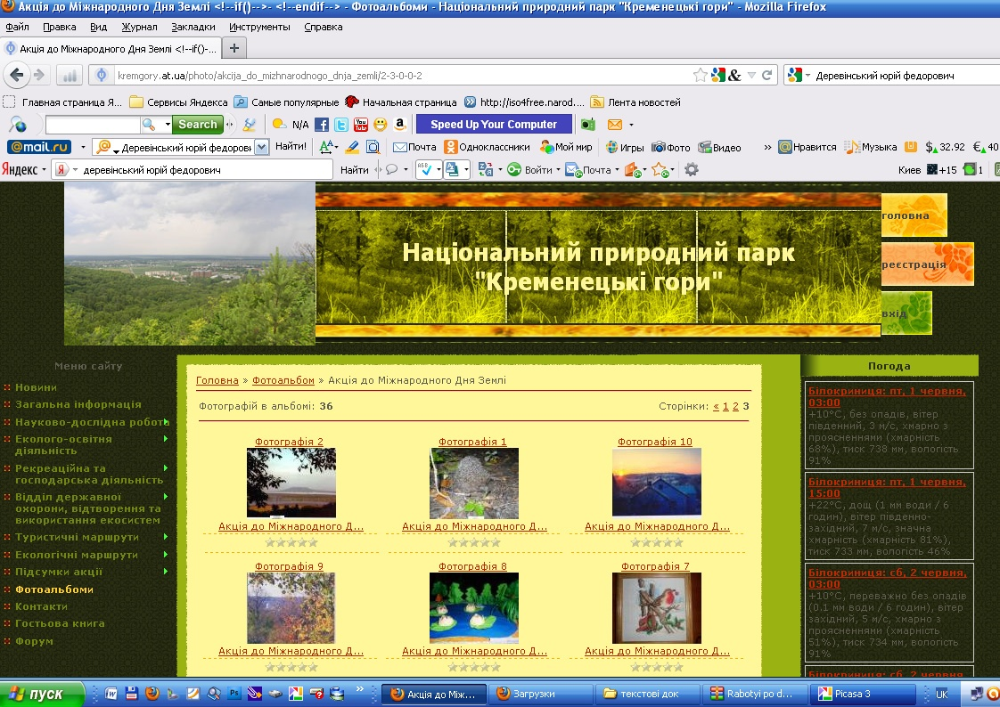 Акція до Міжнародного Дня Землі <!--if()-->- <!--endif--> - Фотоальбоми - Національний природний парк "Кременецькі гори" - Mozilla Firefox
Файл Правка Вид Журнал Закладки Инструменты Справка
Акція до Міжнародного Дня Землі <!--if()-... +
kremgory.at.ua/photo/akcija_do_mizhnarodnogo_dnja_zemli/2-3-0-0-2 & Деревінський юрій федорович
Главная страница Я... Сервисы Яндекса Самые популярные Начальная страница http://iso4free.narod.... Лента новостей
Search N/A You Tube a Speed Up Your Computer
@mail.ru Деревінський юрій федорови Найти! Почта Одноклассники Мой мир Игры Фото Видео » Нравится Музыка $ 32.92 € 40
Яндекс деревінський юрій федорович Найти Войти Почта Киев +15 1
Національний природний парк
"Кременецькі гори"
головна
реєстрація
вхід
Меню сайту
Новини
Загальна інформація
Науково-дослідна робота
Еколого-освітня
діяльність
Рекреаційна та
господарська діяльність
Відділ державної
охорони, відтворення та
використання екосистем
Туристичні маршрути
Екологічні маршрути
Підсумки акції
Фотоальбоми
Контакти
Гостьова книга
Форум
Головна » Фотоальбом » Акція до Міжнародного Дня Землі
Фотографій в альбомі: 36 Сторінки: « 1 2 3
Фотографія 2 Фотографія 1 Фотографія 10
Акція до Міжнародного Д... Акція до Міжнародного Д... Акція до Міжнародного Д...
Фотографія 9 Фотографія 8 Фотографія 7
Акція до Міжнародного Д... Акція до Міжнародного Д... Акція до Міжнародного Д...
Погода
Білокриниця: пт, 1 червня,
03:00
+10°C, без опадів, вітер
південний, 3 м/с, хмарно з
проясненнями (хмарність
68%), тиск 738 мм, вологість
91%
Білокриниця: пт, 1 червня,
15:00
+22°C, дощ (1 мм води / 6
годин), вітер південно-
західний, 7 м/с, значна
хмарність (хмарність 81%),
тиск 733 мм, вологість 46%
Білокриниця: сб, 2 червня,
03:00
+10°C, переважно без опадів
(0,1 мм води / 6 годин), вітер
західний, 5 м/с, хмарно з
проясненнями (хмарність
51%), тиск 734 мм, вологість
91%
Білокриниця: сб, 2 червня,
пуск » Акція до Між... Загрузки текстові док Rabotyi po d... Picasa 3 UK